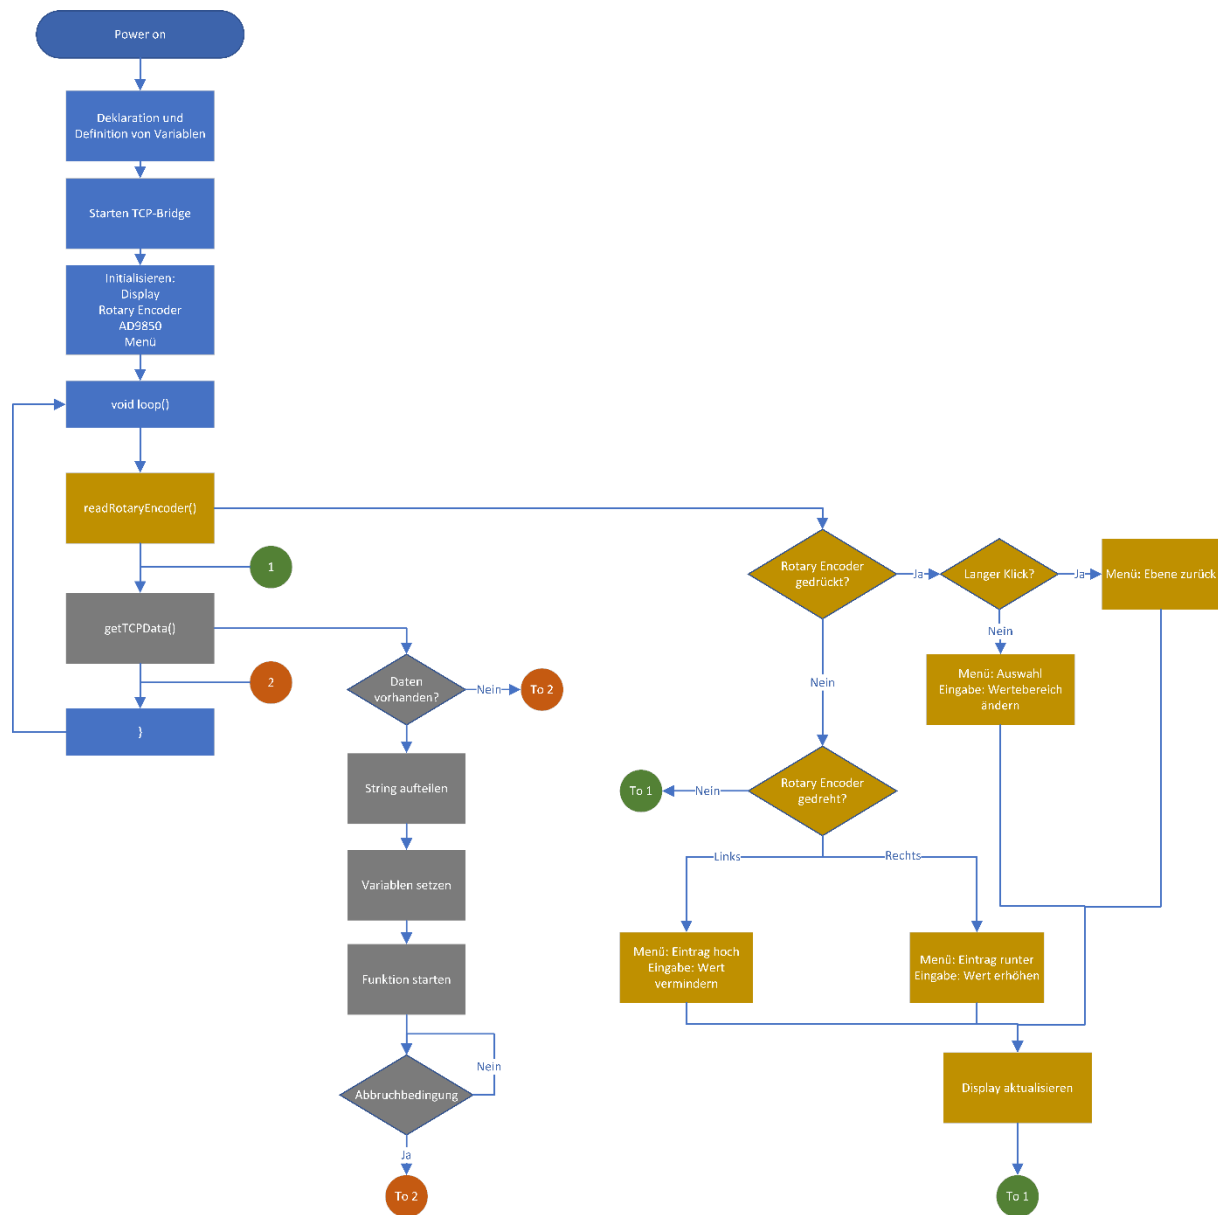 Power on
Deklaration und
Definition von Variablen
Starten TCP-Bridge
Initialisieren:
Display
Rotary Encoder
AD9850
Menü
void loop()
readRotaryEncoder()
1
getTCPData()
2
}
Daten
vorhanden?
Nein
To 2
String aufteilen
Variablen setzen
Funktion starten
Nein
Abbruchbedingung
Ja
To 2
Rotary Encoder
gedrückt?
Ja
Langer Klick?
Ja
Menü: Ebene zurück
Nein
Menü: Auswahl
Eingabe: Wertebereich
ändern
Nein
Rotary Encoder
gedreht?
Nein
To 1
Links
Rechts
Menü: Eintrag hoch
Eingabe: Wert
vermindern
Menü: Eintrag runter
Eingabe: Wert erhöhen
Display aktualisieren
To 1